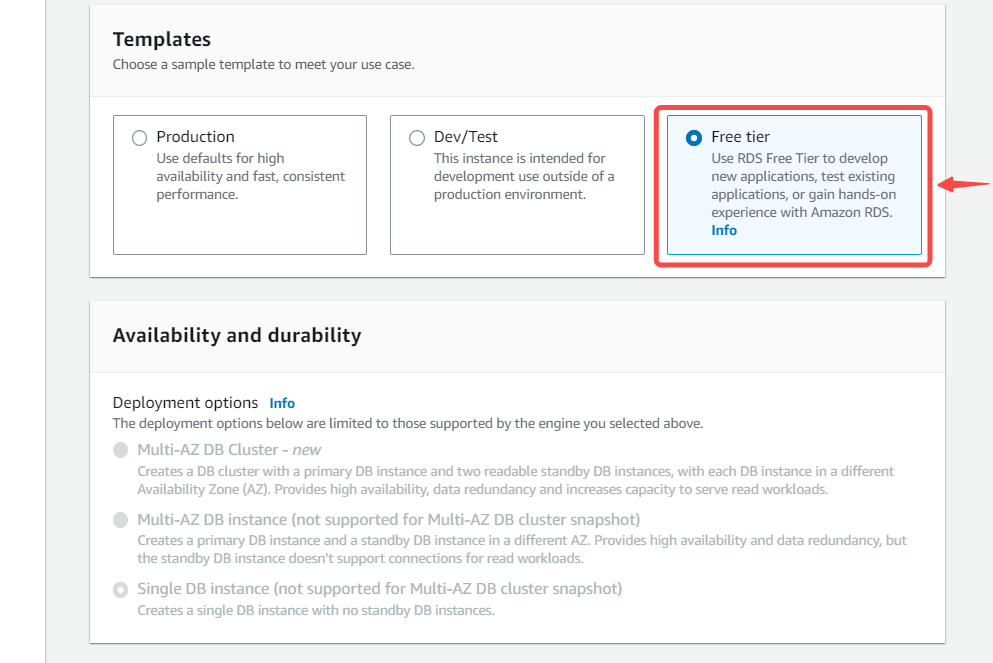 Templates
Choose a sample template to meet your use case.
Production
Use defaults for high
availability and fast, consistent
performance.
Dev/Test
This instance is intended for
development use outside of a
production environment.
Free tier
Use RDS Free Tier to develop
new applications, test existing
applications, or gain hands-on
experience with Amazon RDS.
Info
Availability and durability
Deployment options Info
The deployment options below are limited to those supported by the engine you selected above.
Multi-AZ DB Cluster - new
Creates a DB cluster with a primary DB instance and two readable standby DB instances, with each DB instance in a different
Availability Zone (AZ). Provides high availability, data redundancy and increases capacity to serve read workloads.
Multi-AZ DB instance (not supported for Multi-AZ DB cluster snapshot)
Creates a primary DB instance and a standby DB instance in a different AZ. Provides high availability and data redundancy, but
the standby DB instance doesn't support connections for read workloads.
Single DB instance (not supported for Multi-AZ DB cluster snapshot)
Creates a single DB instance with no standby DB instances.